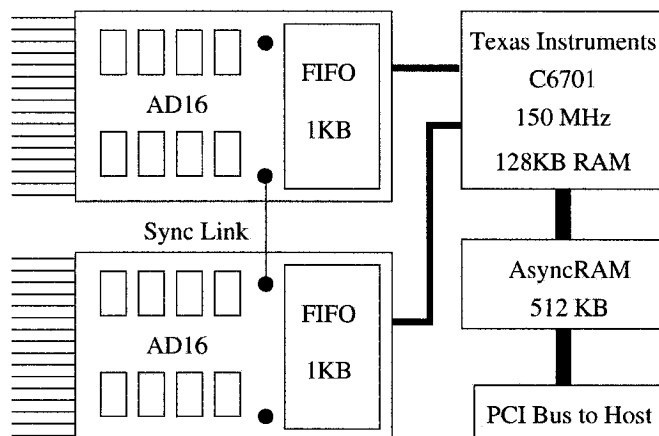 AD16
FIFO
1KB
Sync Link
AD16
FIFO
1KB
Texas Instruments
C6701
150 MHz
128KB RAM
AsyncRAM
512 KB
PCI Bus to Host